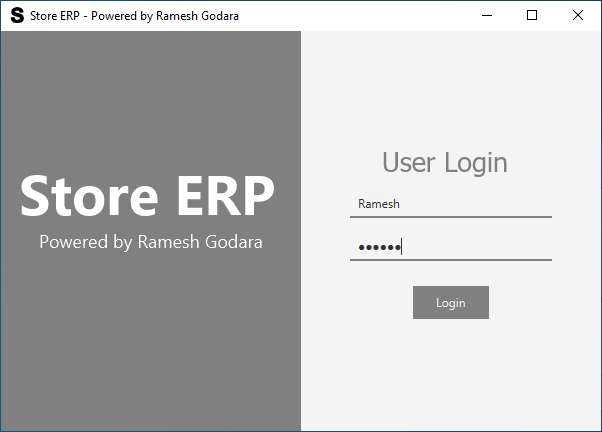 S Store ERP - Powered by Ramesh Godara
Store ERP
Powered by Ramesh Godara
User Login
Ramesh
••••••
Login